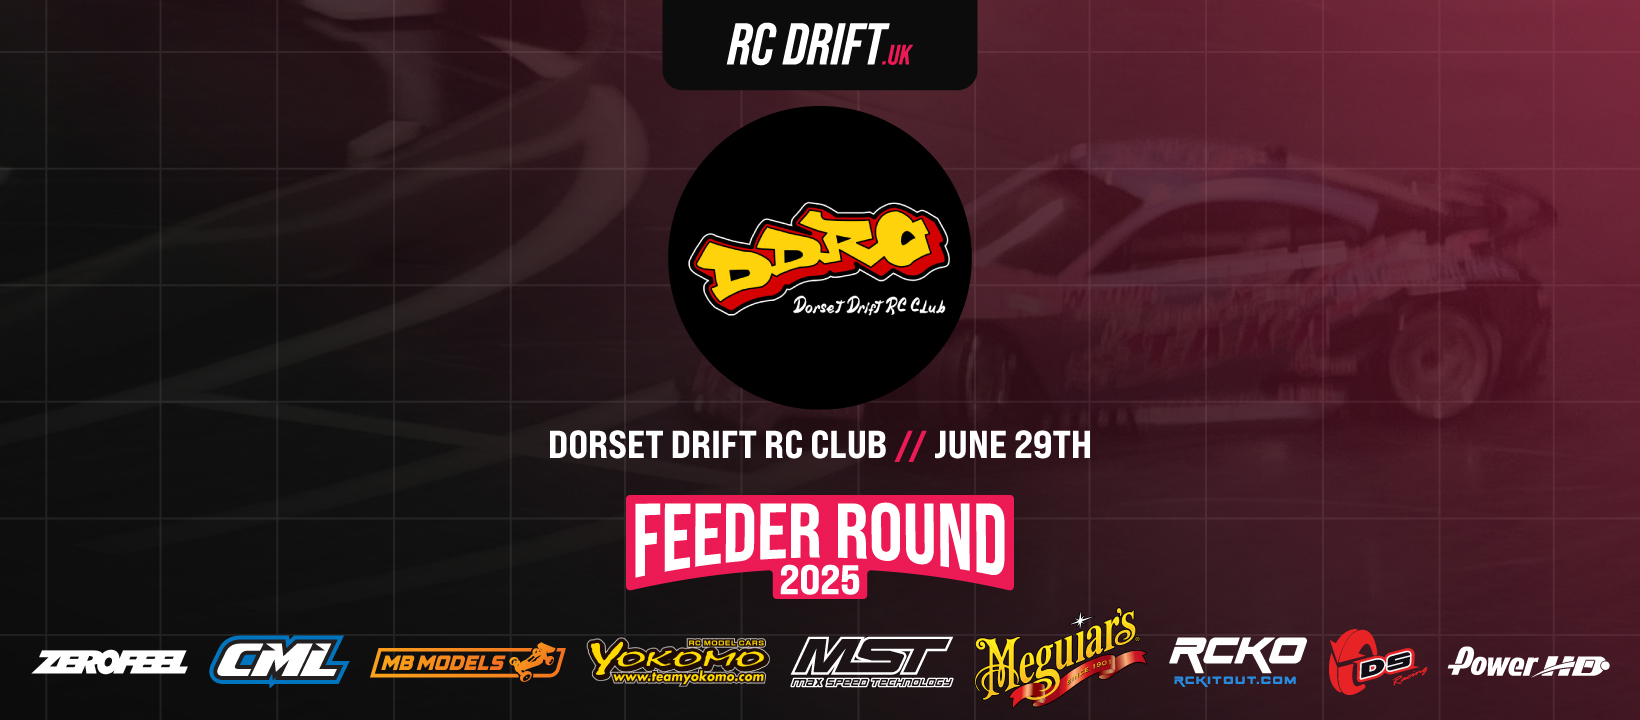 RC DRIFT.UK
DDRC
Dorset Drift RC Club
DORSET DRIFT RC CLUB // JUNE 29TH
FEEDER ROUND
2025
ZEROFEEL
CML
MB MODELS
RC MODEL CARS
YOKOMO
www.teamyokomo.com
MST
MAX SPEED TECHNOLOGY
Meguiar's
SINCE 1901
RCKO
RCKITOUT.COM
DS
Racing
Power HD